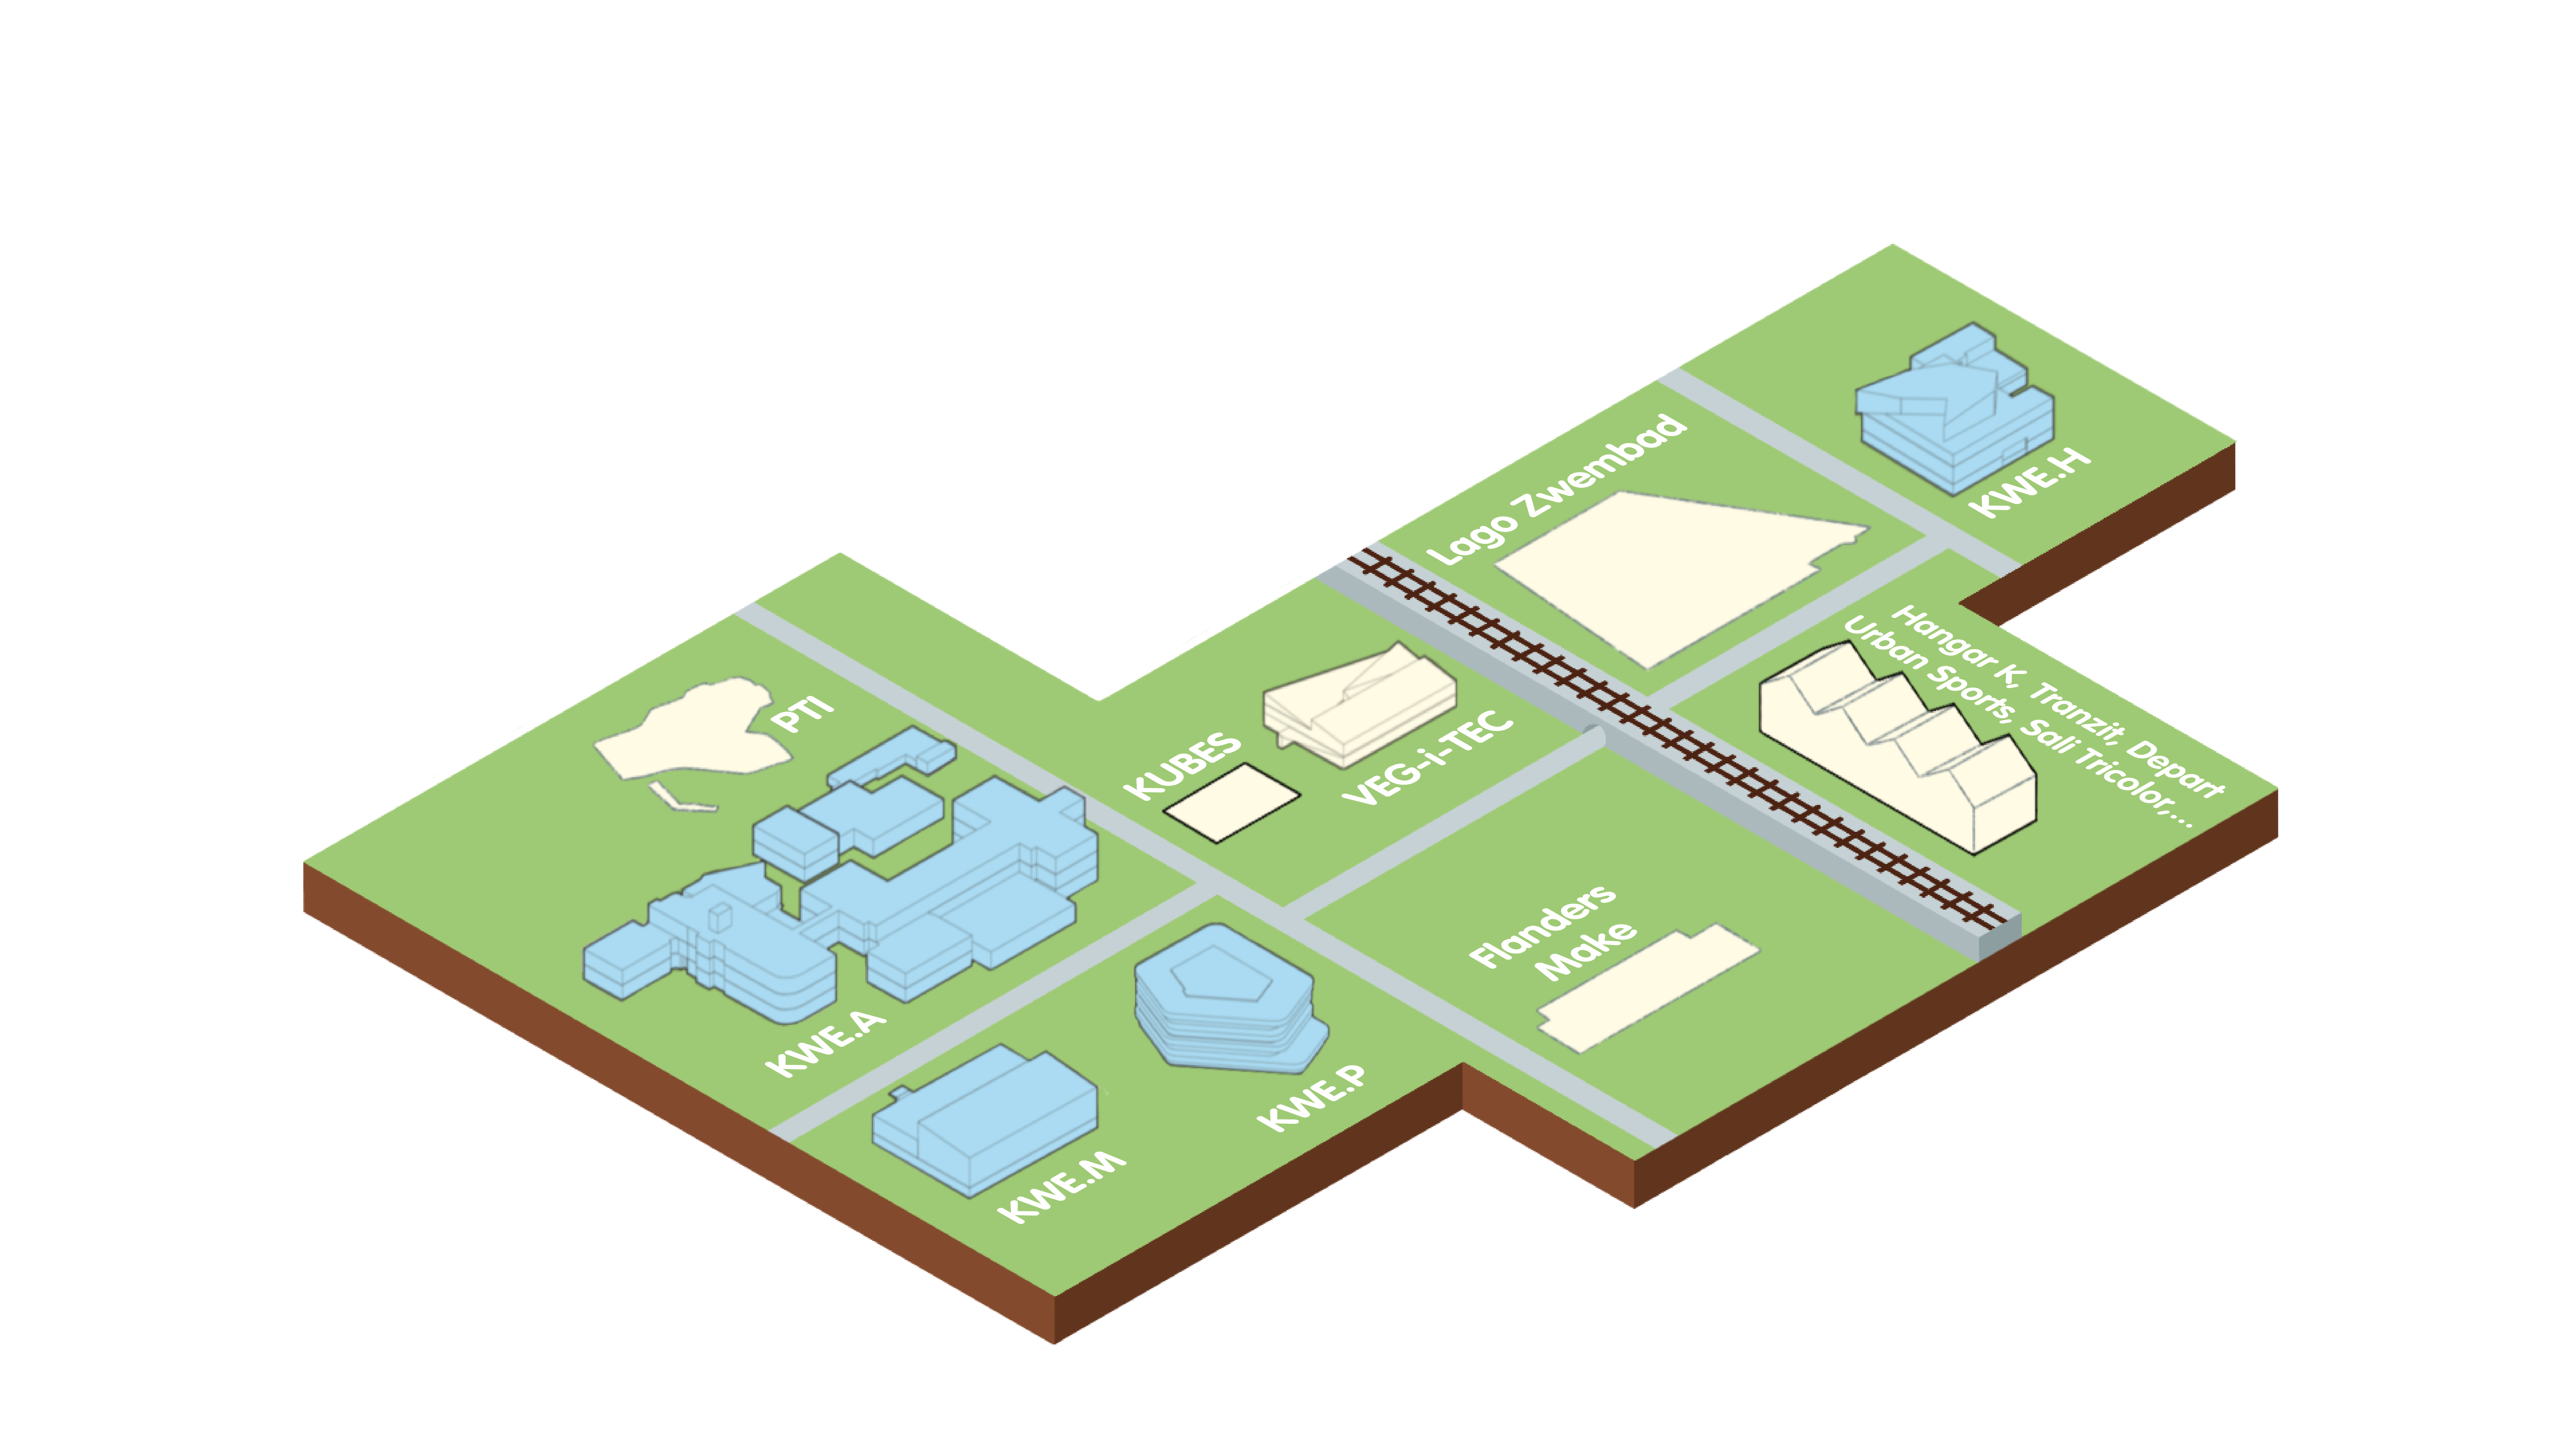 KWE.H
Lago Zwembad
Hangar K, Tranzit, Depart
Urban Sports, Sali Tricolor,...
PTI
KUBES
VEG-i-TEC
Flanders
Make
KWE.A
KWE.P
KWE.M